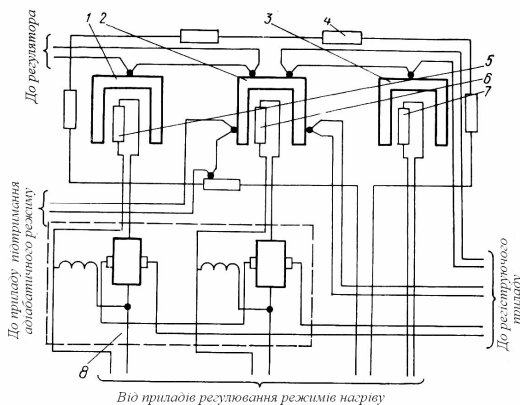 1
2
3
4
5
6
7
8
До регулятора
До приладу підтримання
адіабатичного режиму
До регіструючого
приладу
Від приладів регулювання режимів нагріву